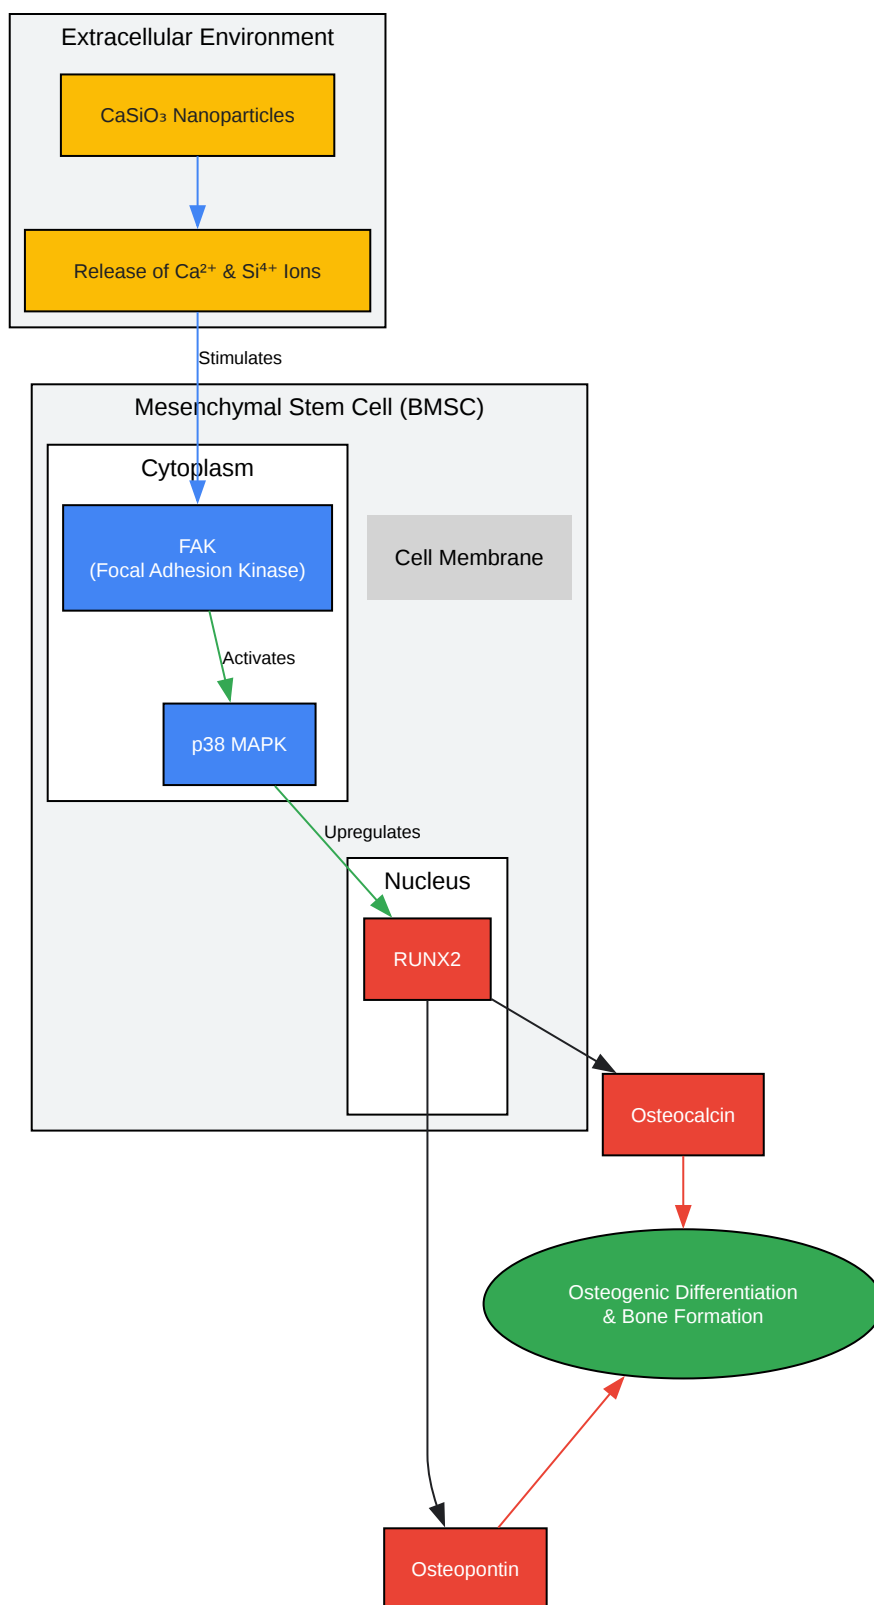 Extracellular Environment
CaSiO₃ Nanoparticles
Release of Ca²⁺ & Si⁴⁺ Ions
Stimulates
Mesenchymal Stem Cell (BMSC)
Cytoplasm
FAK
(Focal Adhesion Kinase)
Cell Membrane
Activates
p38 MAPK
Upregulates
Nucleus
RUNX2
Osteocalcin
Osteogenic Differentiation
& Bone Formation
Osteopontin